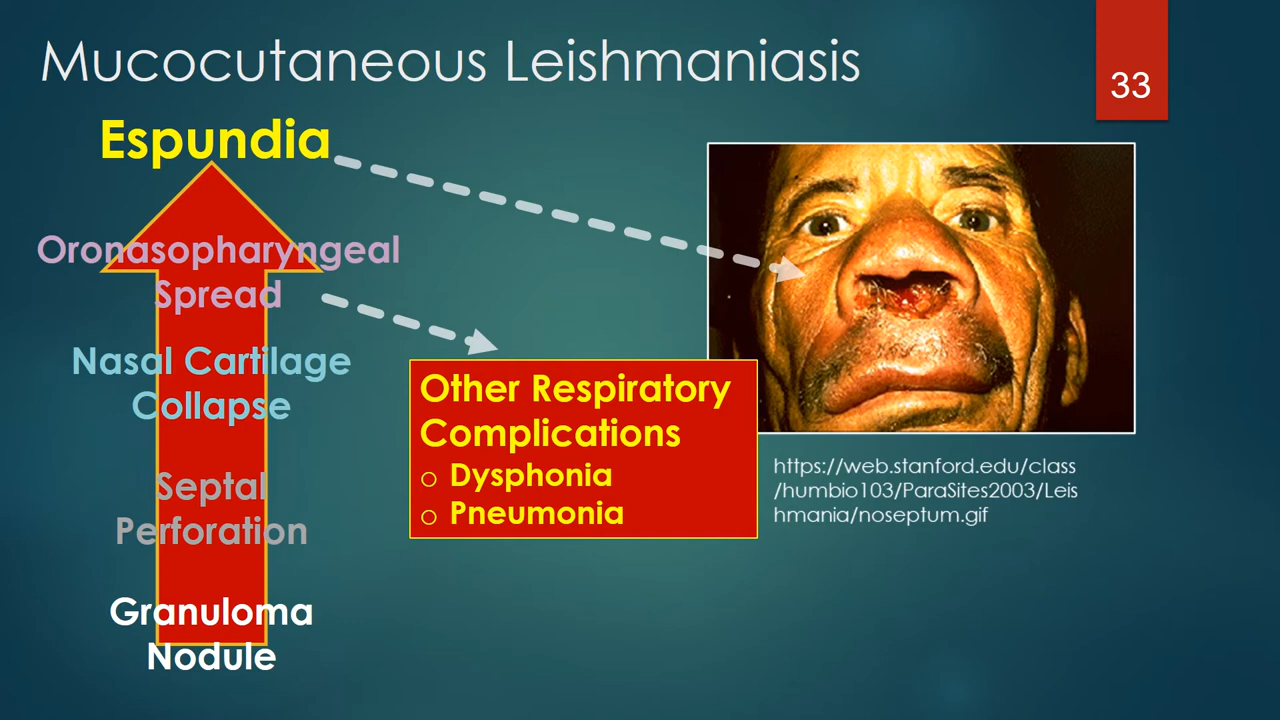 Mucocutaneous Leishmaniasis
33
Espundia
Oronasopharyngeal
Spread
Nasal Cartilage
Collapse
Septal
Perforation
Granuloma
Nodule
Other Respiratory
Complications
o Dysphonia
o Pneumonia
https://web.stanford.edu/class
/humbio103/ParaSites2003/Leis
hmania/noseptum.gif